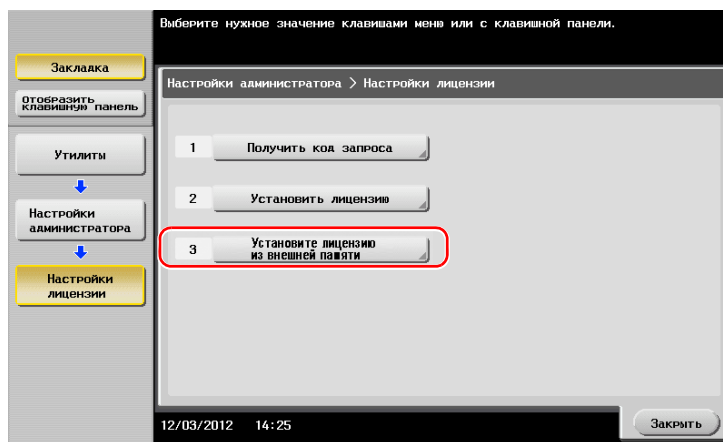 Выберите нужное значение клавишами меню или с клавишной панели.
Закладка
Отобразить
клавишную панель
Утилиты
Настройки
администратора
Настройки
лицензии
Настройки администратора > Настройки лицензии
1 Получить код запроса
2 Установить лицензию
3 Установите лицензию
из внешней памяти
12/03/2012 14:25
Закрыть